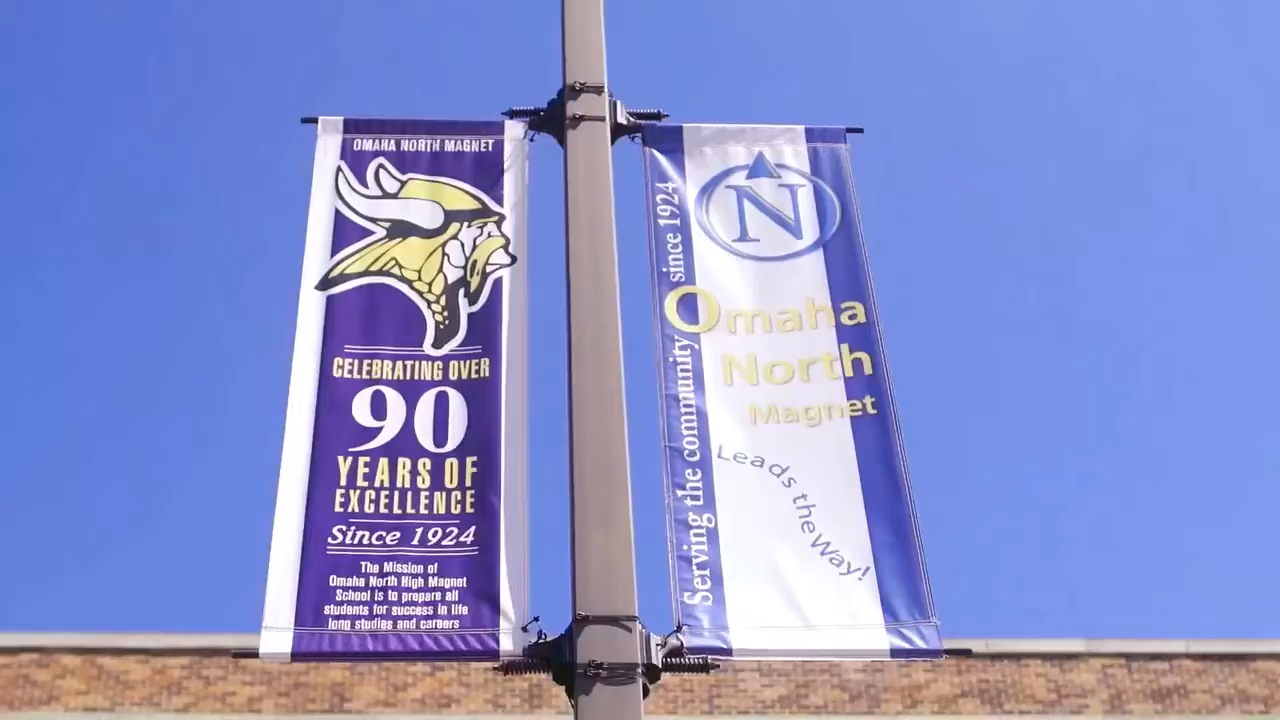 OMAHA NORTH MAGNET
CELEBRATING OVER
90
YEARS OF
EXCELLENCE
Since 1924
The Mission of
Omaha North High Magnet
School is to prepare all
students for success in life
long studies and careers
Serving the community since 1924
N
Omaha
North
Magnet
Leads the Way!